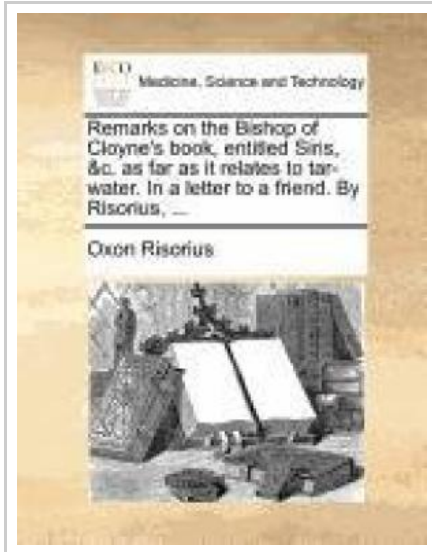 ECCO
Medicine, Science and Technology
Remarks on the Bishop of
Cloyne's book, entitled Siris,
&c. as far as it relates to tar-
water. In a letter to a friend. By
Risorius, ...
Oxon Risorius